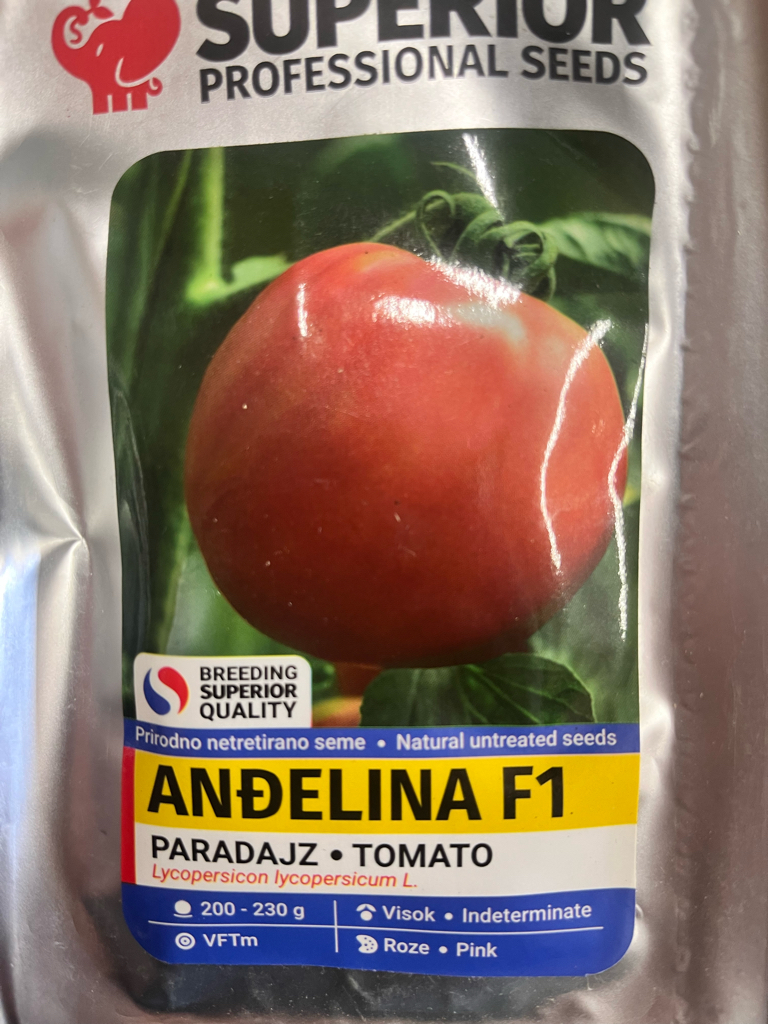 SUPERIOR
PROFESSIONAL SEEDS
BREEDING
SUPERIOR
QUALITY
Prirodno netretirano seme • Natural untreated seeds
ANĐELINA F1
PARADAJZ • TOMATO
Lycopersicon lycopersicum L.
200 - 230 g
Visok • Indeterminate
VFTm
Roze • Pink